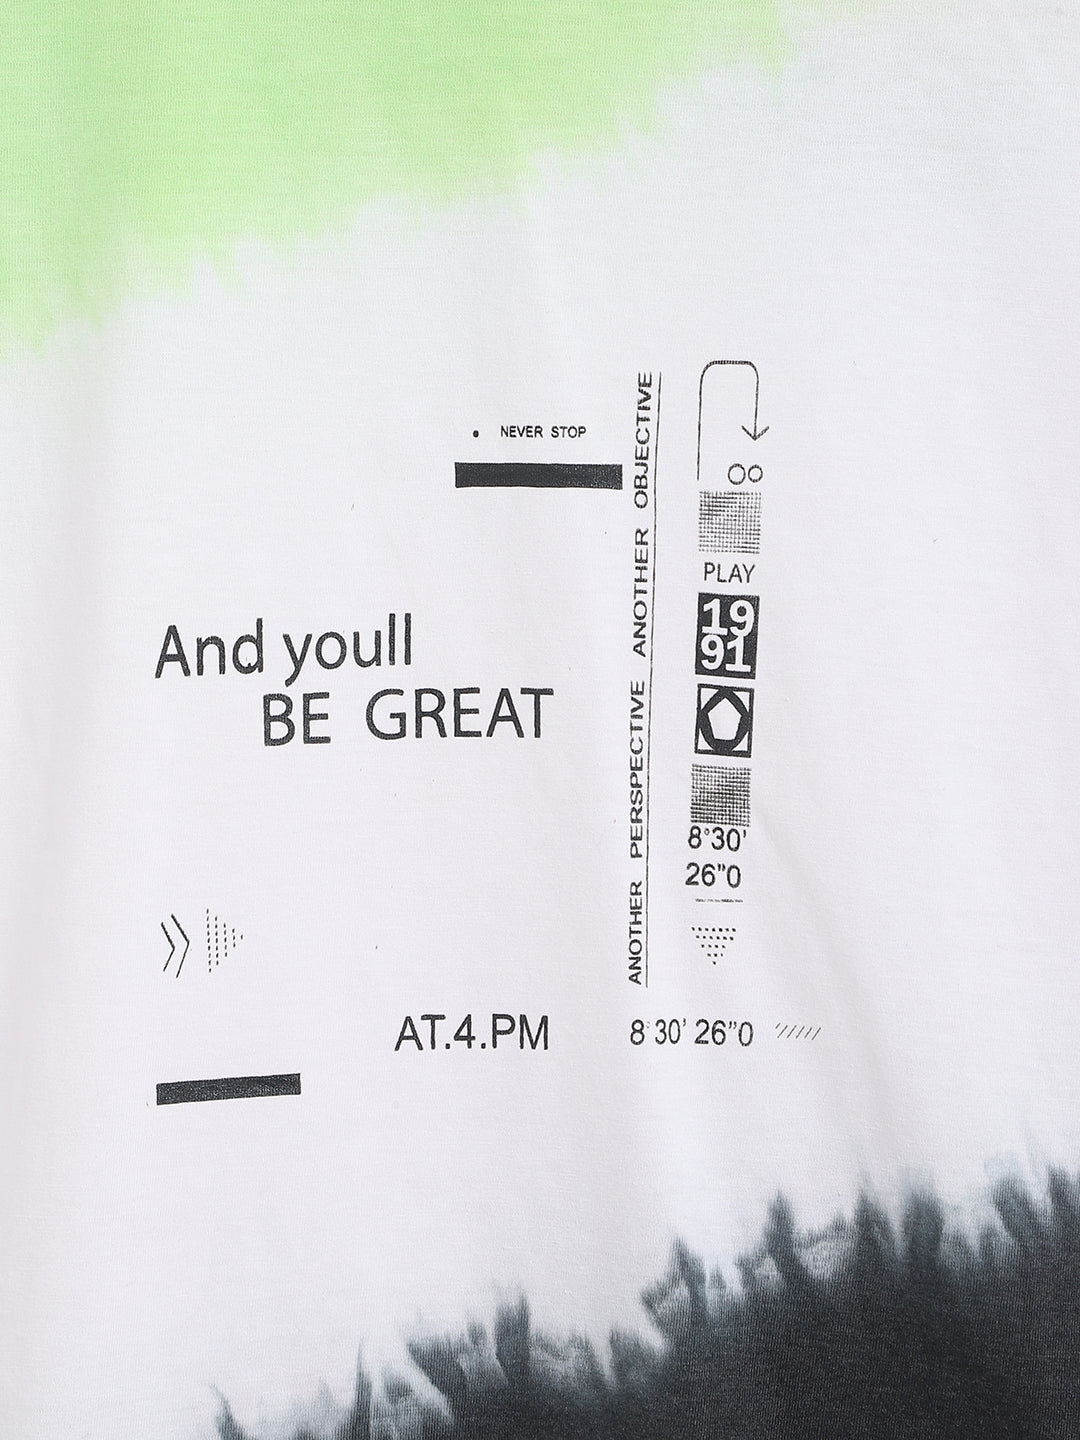 NEVER STOP
And youll
BE GREAT
ANOTHER PERSPECTIVE ANOTHER OBJECTIVE
PLAY
19
91
8°30'
26"0
AT.4.PM
8°30' 26"0